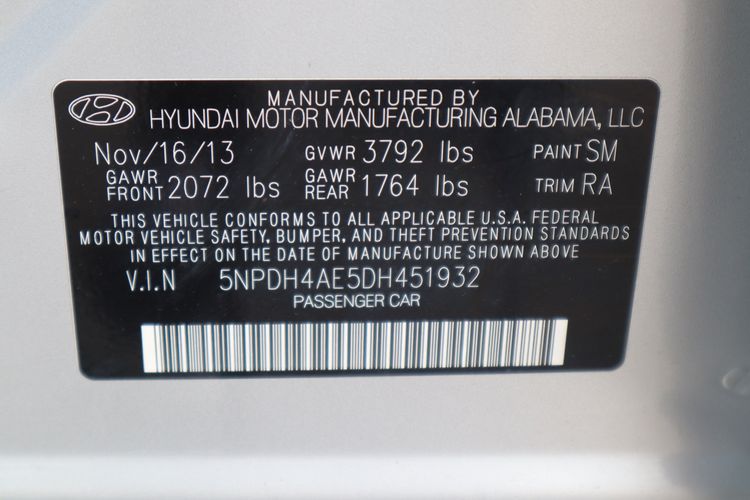 MANUFACTURED BY
HYUNDAI MOTOR MANUFACTURING ALABAMA, LLC
Nov/16/13 GVWR 3792 lbs PAINT SM
GAWR FRONT 2072 lbs GAWR REAR 1764 lbs TRIM RA
THIS VEHICLE CONFORMS TO ALL APPLICABLE U.S.A. FEDERAL
MOTOR VEHICLE SAFETY, BUMPER, AND THEFT PREVENTION STANDARDS
IN EFFECT ON THE DATE OF MANUFACTURE SHOWN ABOVE
V.I.N 5NPDH4AE5DH451932
PASSENGER CAR